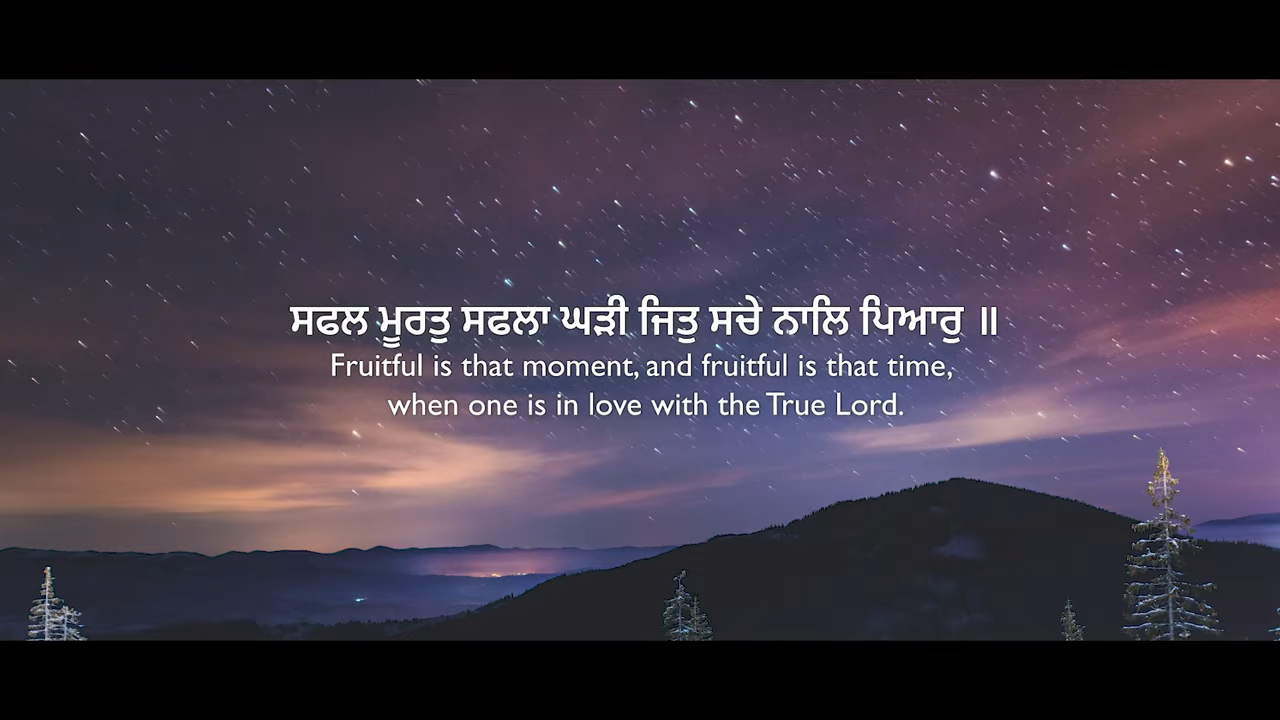 ਸਫਲ ਮੂਰਤੁ ਸਫਲਾ ਘੜੀ ਜਿਤੁ ਸਚੇ ਨਾਲਿ ਪਿਆਰੁ ॥
Fruitful is that moment, and fruitful is that time,
when one is in love with the True Lord.